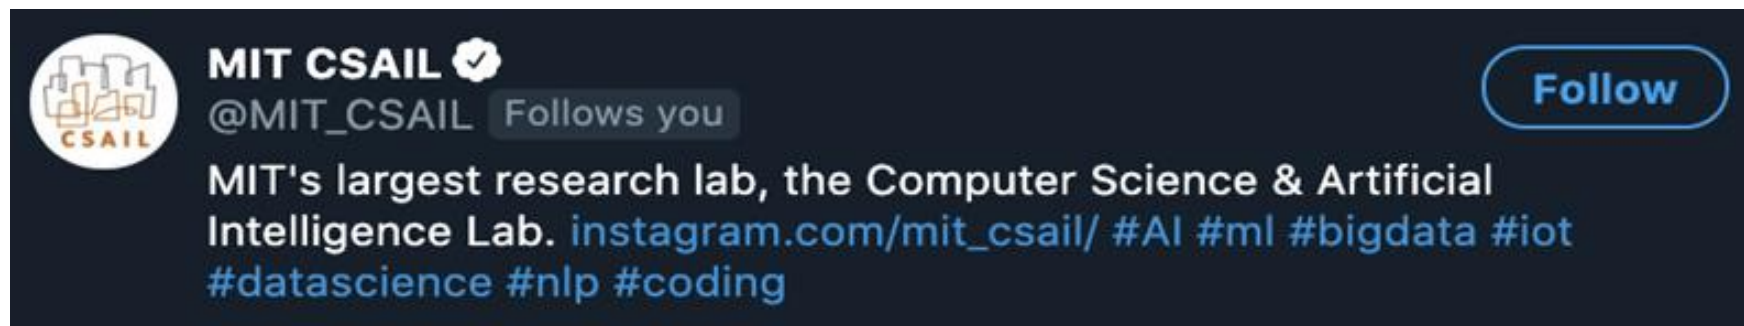 MIT CSAIL
@MIT_CSAIL Follows you
Follow
CSAIL
MIT's largest research lab, the Computer Science & Artificial
Intelligence Lab. instagram.com/mit_csail/ #AI #ml #bigdata #iot
#datascience #nlp #coding